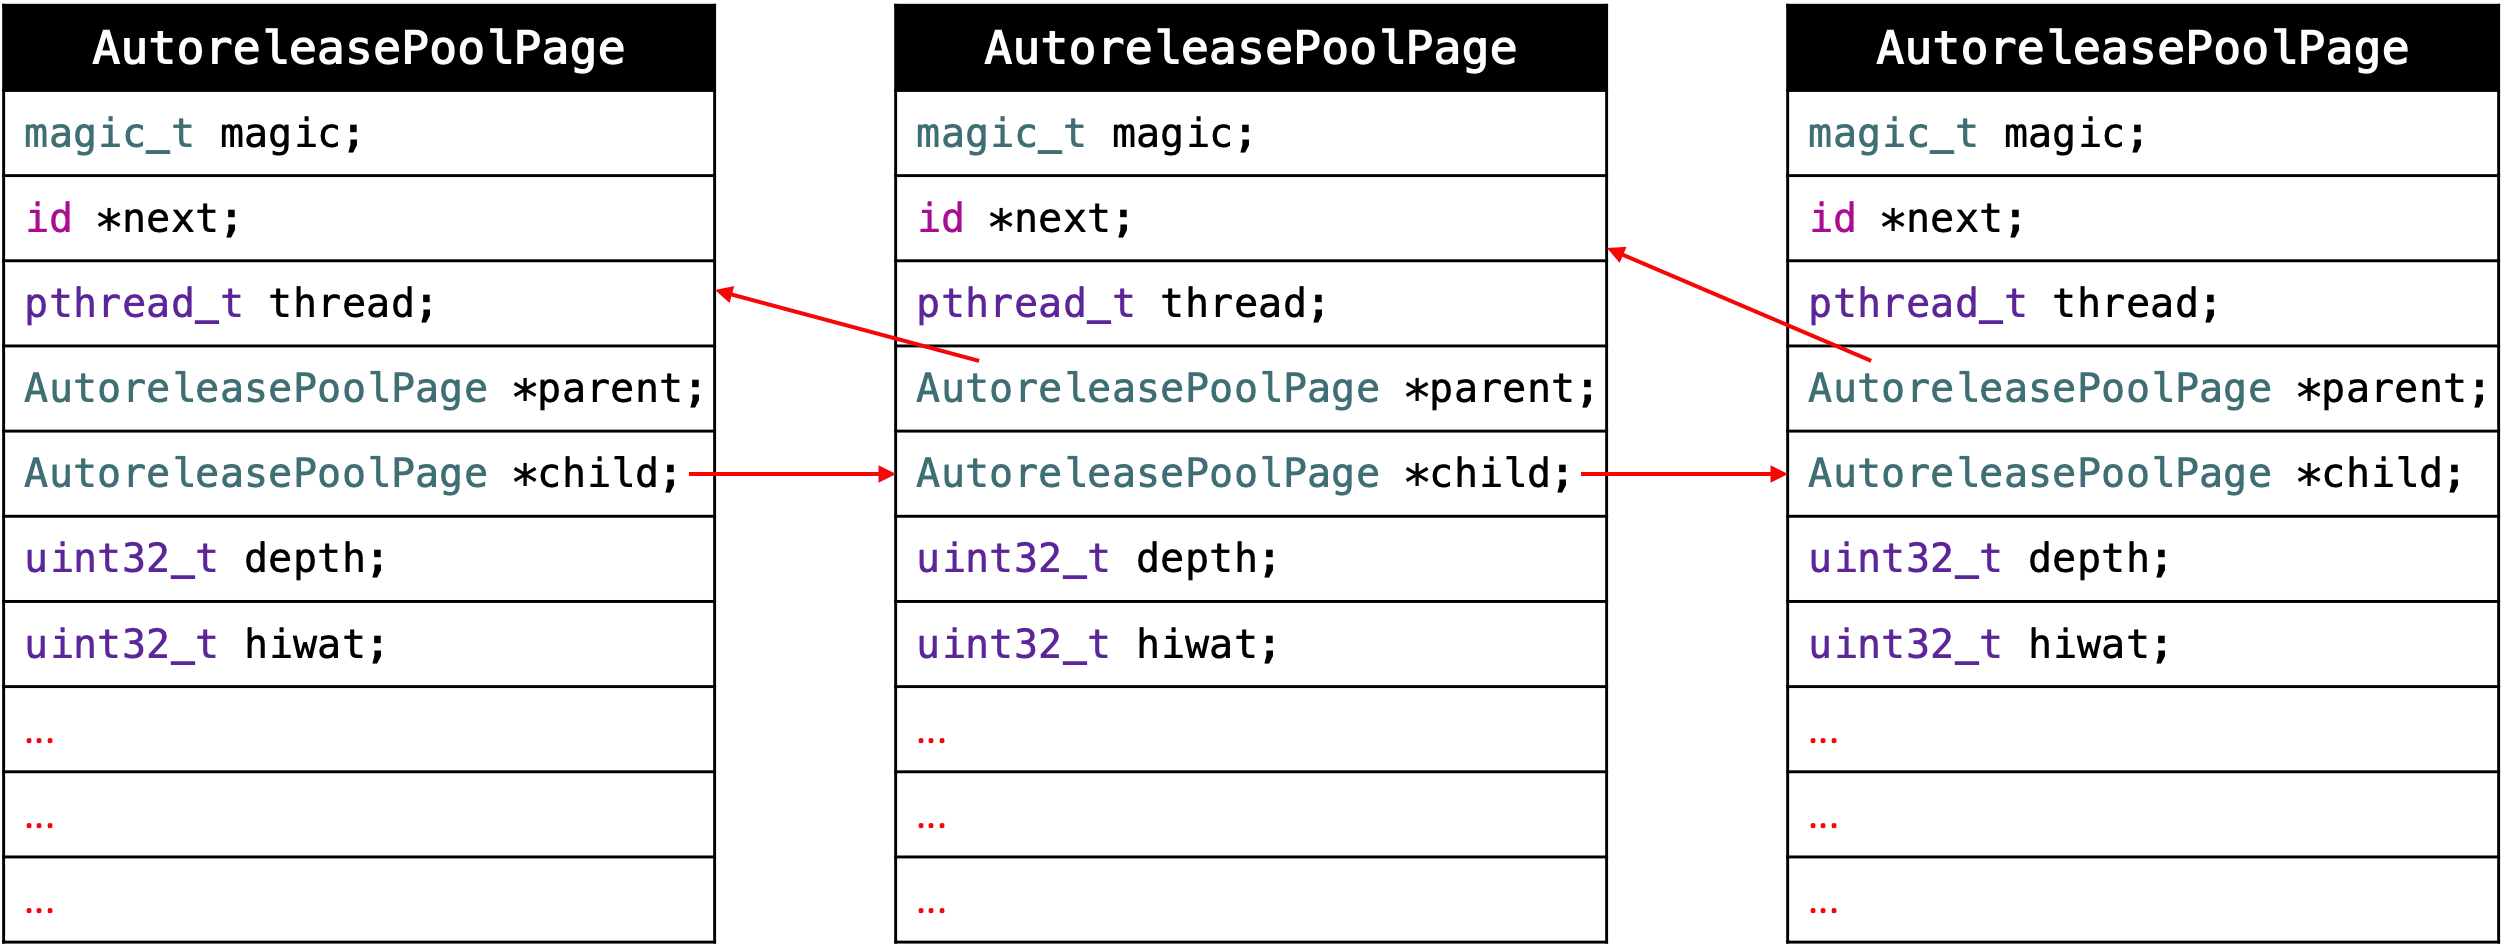 AutoreleasePoolPage
magic_t magic;
id *next;
pthread_t thread;
AutoreleasePoolPage *parent;
AutoreleasePoolPage *child;
uint32_t depth;
uint32_t hiwat;
...
...
...
AutoreleasePoolPage
magic_t magic;
id *next;
pthread_t thread;
AutoreleasePoolPage *parent;
AutoreleasePoolPage *child;
uint32_t depth;
uint32_t hiwat;
...
...
...
AutoreleasePoolPage
magic_t magic;
id *next;
pthread_t thread;
AutoreleasePoolPage *parent;
AutoreleasePoolPage *child;
uint32_t depth;
uint32_t hiwat;
...
...
...